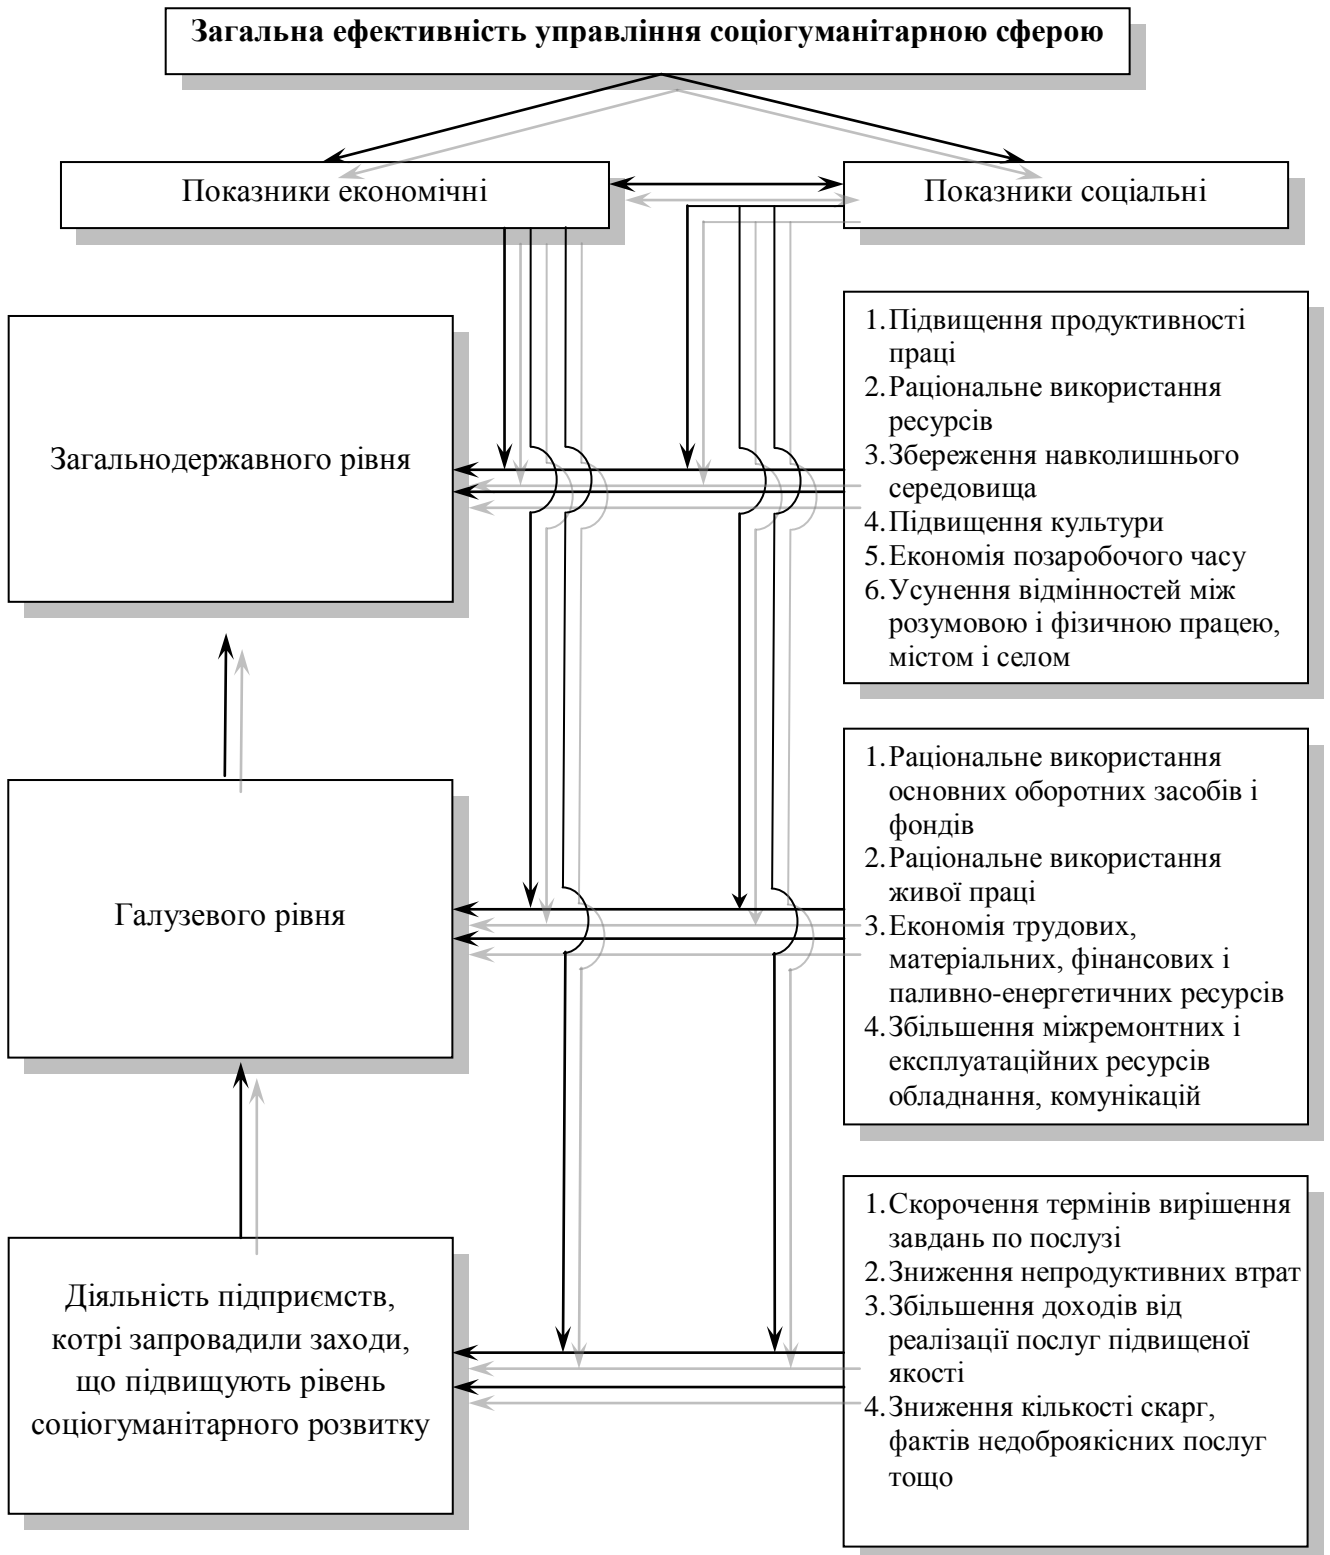 Загальна ефективність управління соціогуманітарною сферою
Показники економічні
Показники соціальні
Загальнодержавного рівня
1. Підвищення продуктивності
праці
2. Раціональне використання
ресурсів
3. Збереження навколишнього
середовища
4. Підвищення культури
5. Економія позаробочого часу
6. Усунення відмінностей між
розумовою і фізичною працею,
містом і селом
Галузевого рівня
1. Раціональне використання
основних оборотних засобів і
фондів
2. Раціональне використання
живої праці
3. Економія трудових,
матеріальних, фінансових і
паливно-енергетичних ресурсів
4. Збільшення міжремонтних і
експлуатаційних ресурсів
обладнання, комунікацій
Діяльність підприємств,
котрі запровадили заходи,
що підвищують рівень
соціогуманітарного розвитку
1. Скорочення термінів вирішення
завдань по послузі
2. Зниження непродуктивних втрат
3. Збільшення доходів від
реалізації послуг підвищеної
якості
4. Зниження кількості скарг,
фактів недоброякісних послуг
тощо